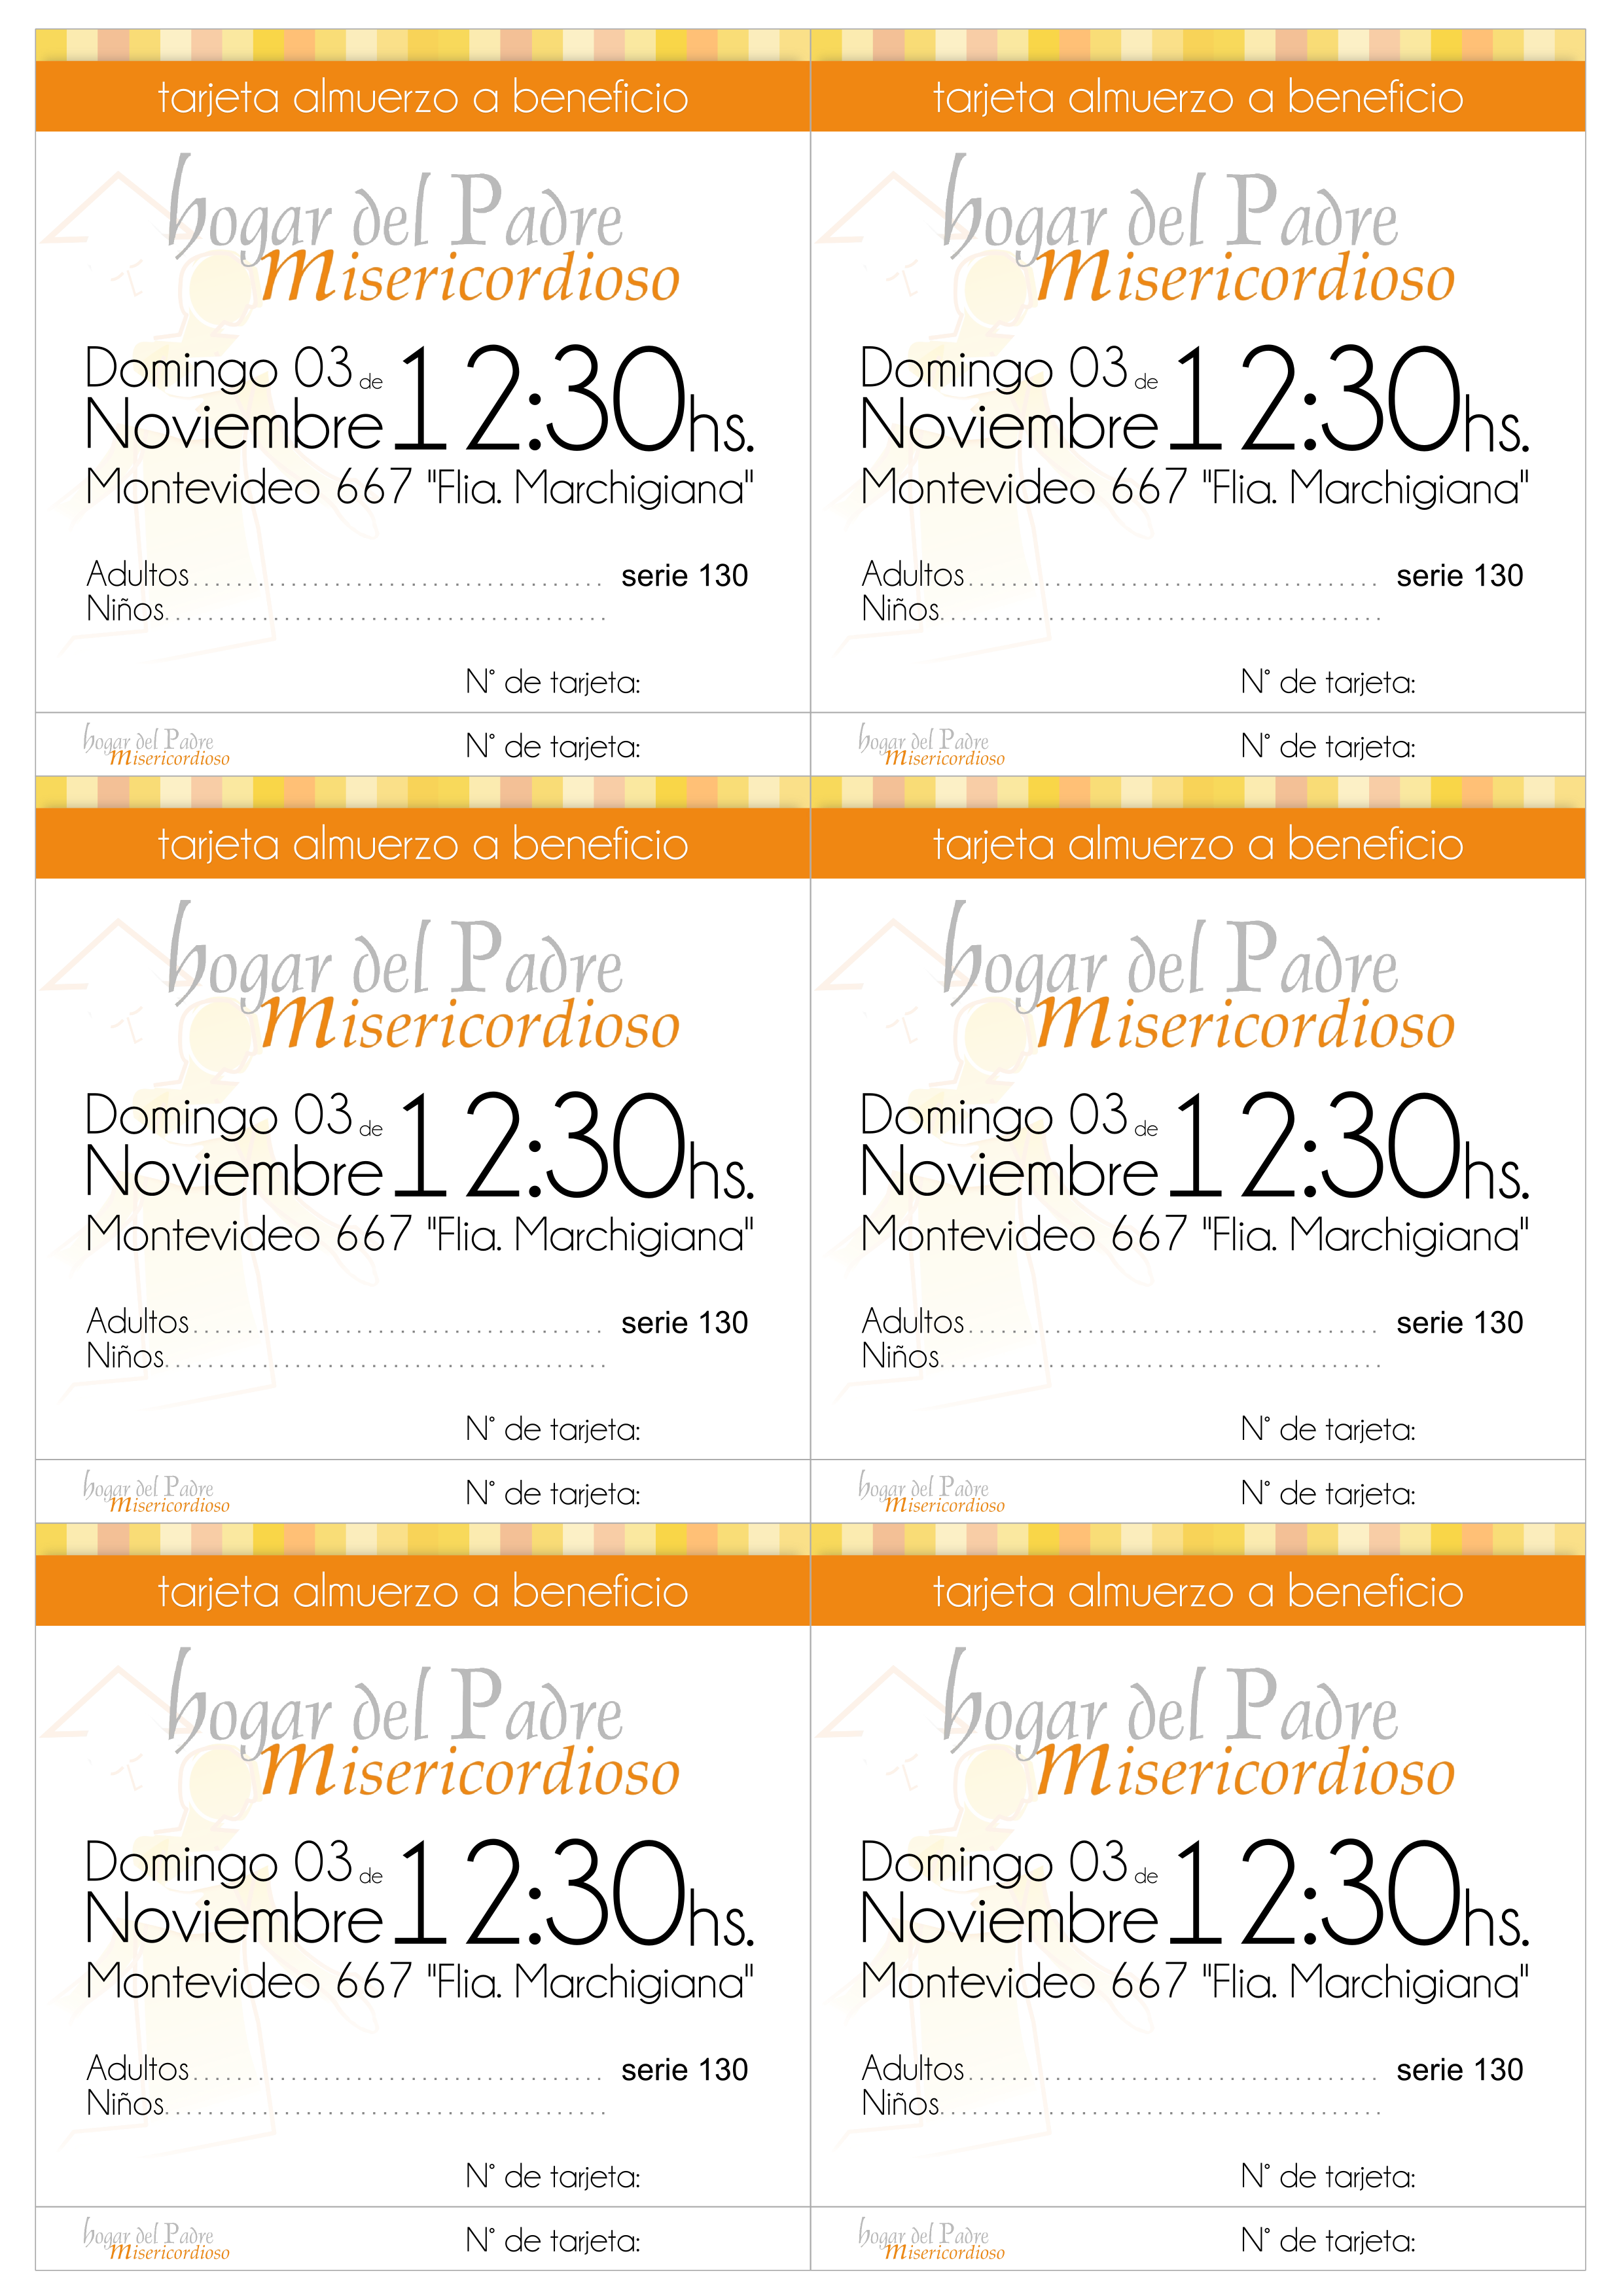 tarjeta almuerzo a beneficio
hogar del Padre
Misericordioso
Domingo 03 de
Noviembre 12:30hs.
Montevideo 667 "Flia. Marchigiana"
Adultos..................................... serie 130
Niños........................................
N° de tarjeta:
hogar del Padre
Misericordioso
N° de tarjeta:
tarjeta almuerzo a beneficio
hogar del Padre
Misericordioso
Domingo 03 de
Noviembre 12:30hs.
Montevideo 667 "Flia. Marchigiana"
Adultos..................................... serie 130
Niños........................................
N° de tarjeta:
hogar del Padre
Misericordioso
N° de tarjeta:
tarjeta almuerzo a beneficio
hogar del Padre
Misericordioso
Domingo 03 de
Noviembre 12:30hs.
Montevideo 667 "Flia. Marchigiana"
Adultos..................................... serie 130
Niños........................................
N° de tarjeta:
hogar del Padre
Misericordioso
N° de tarjeta:
tarjeta almuerzo a beneficio
hogar del Padre
Misericordioso
Domingo 03 de
Noviembre 12:30hs.
Montevideo 667 "Flia. Marchigiana"
Adultos..................................... serie 130
Niños........................................
N° de tarjeta:
hogar del Padre
Misericordioso
N° de tarjeta:
tarjeta almuerzo a beneficio
hogar del Padre
Misericordioso
Domingo 03 de
Noviembre 12:30hs.
Montevideo 667 "Flia. Marchigiana"
Adultos..................................... serie 130
Niños........................................
N° de tarjeta:
hogar del Padre
Misericordioso
N° de tarjeta:
tarjeta almuerzo a beneficio
hogar del Padre
Misericordioso
Domingo 03 de
Noviembre 12:30hs.
Montevideo 667 "Flia. Marchigiana"
Adultos..................................... serie 130
Niños........................................
N° de tarjeta:
hogar del Padre
Misericordioso
N° de tarjeta: